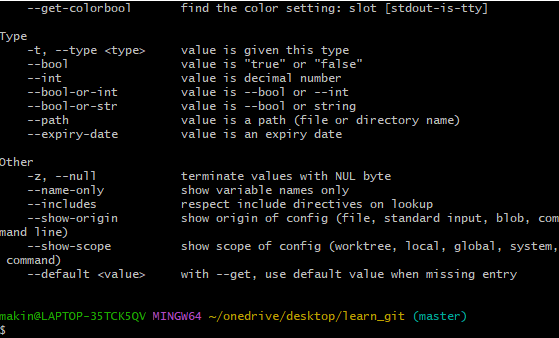 --get-colorbool find the color setting: slot [stdout-is-tty]
Type
-t, --type <type> value is given this type
--bool value is "true" or "false"
--int value is decimal number
--bool-or-int value is --bool or --int
--bool-or-str value is --bool or string
--path value is a path (file or directory name)
--expiry-date value is an expiry date
Other
-z, --null terminate values with NUL byte
--name-only show variable names only
--includes respect include directives on lookup
--show-origin show origin of config (file, standard input, blob, com
mand line)
--show-scope show scope of config (worktree, local, global, system,
command)
--default <value> with --get, use default value when missing entry
makin@LAPTOP-35TCK5QV MINGW64 ~/onedrive/desktop/learn_git (master)
$